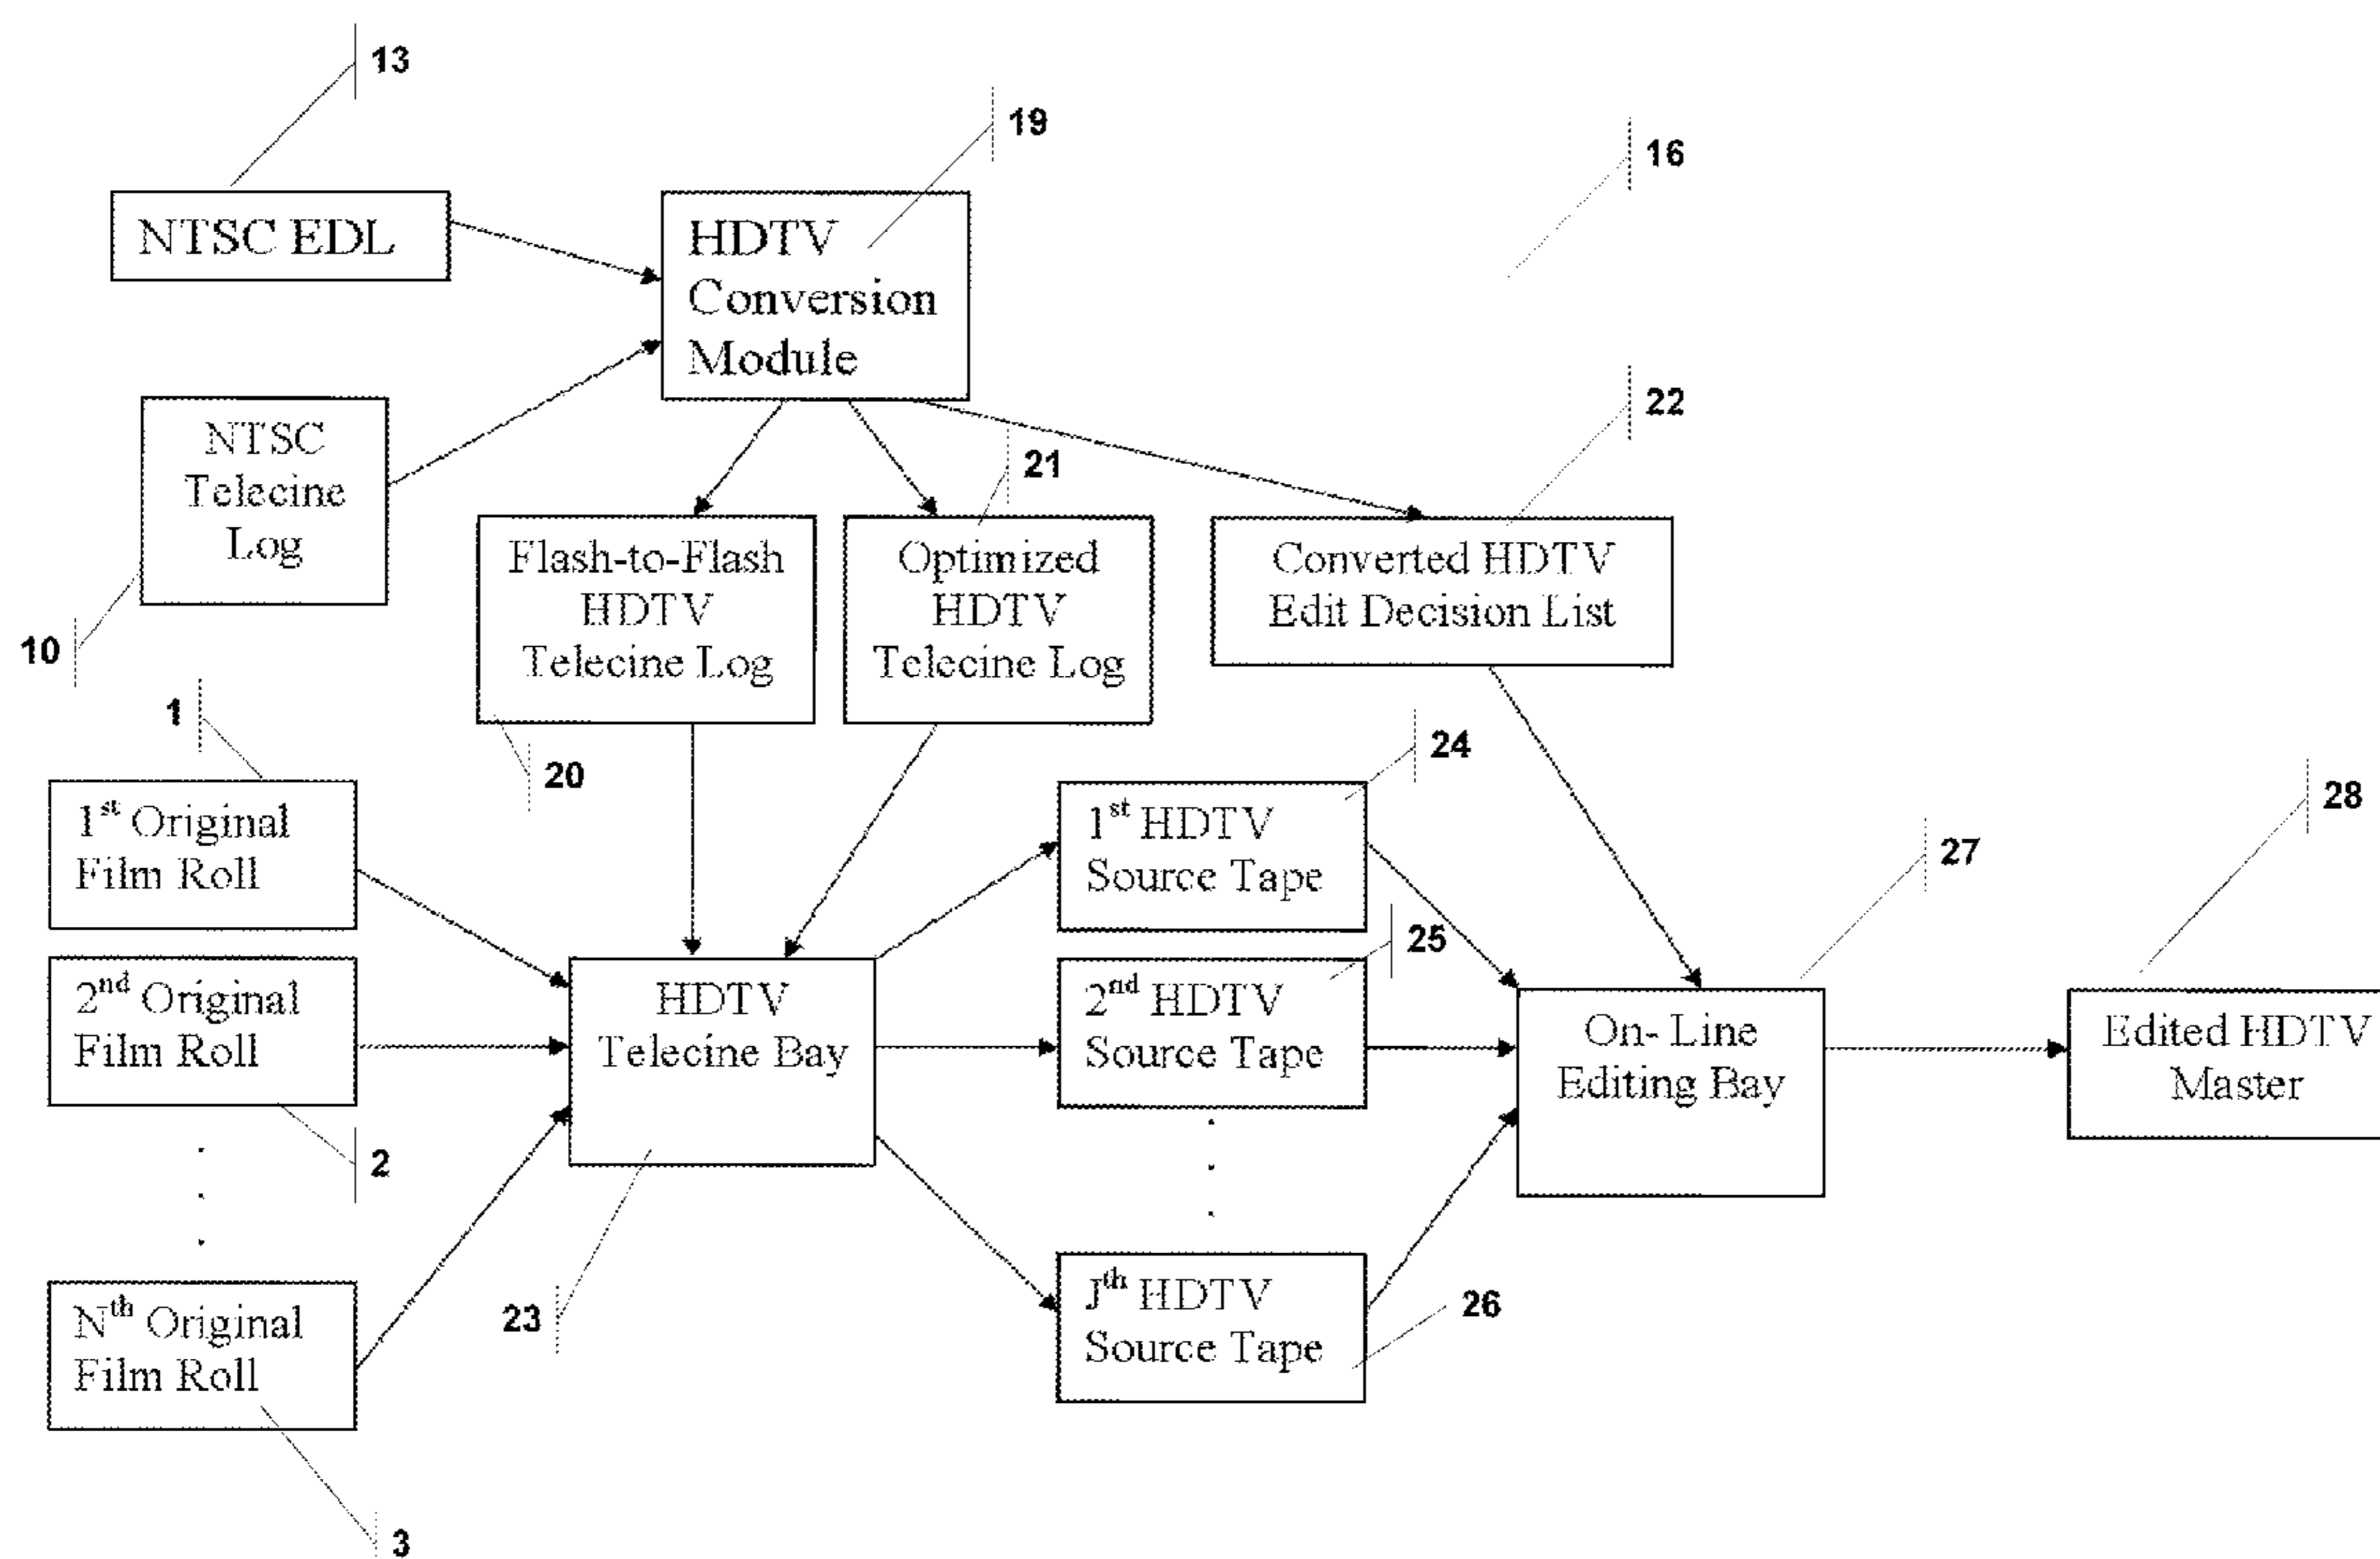 13
19
16
NTSC EDL
HDTV
Conversion
Module
22
NTSC
Telecine
Log
21
10
Flash-to-Flash
HDTV
Telecine Log
Optimized
HDTV
Telecine Log
Converted HDTV
Edit Decision List
1
20
24
28
1st Original
Film Roll
1st HDTV
Source Tape
27
25
2nd Original
Film Roll
HDTV
Telecine Bay
2nd HDTV
Source Tape
On- Line
Editing Bay
Edited HDTV
Master
2
23
26
Nth Original
Film Roll
Jth HDTV
Source Tape
3